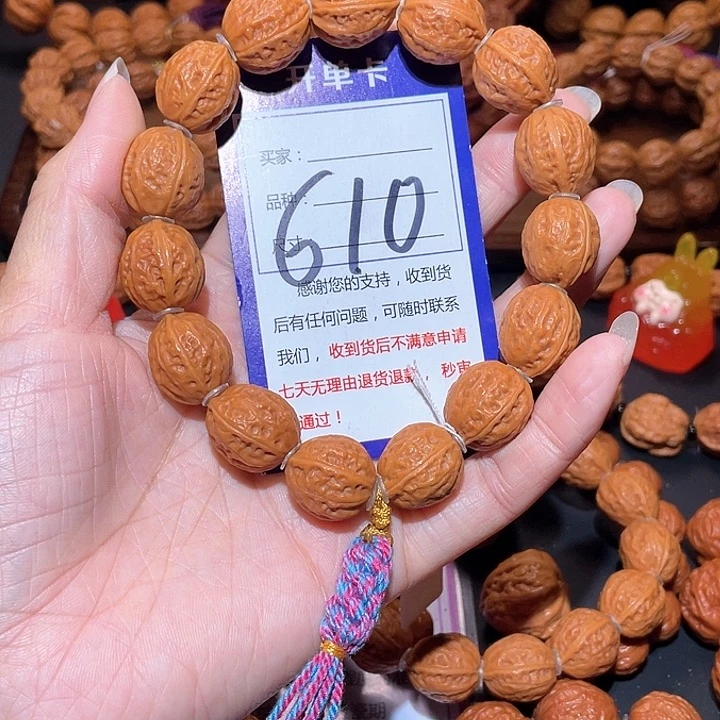 开单卡
买家：
品种：
610
尺寸
感谢您的支持，收到货
后有任何问题，可随时联系
我们，收到货后不满意申请
七天无理由退货退款，秒审
通过！